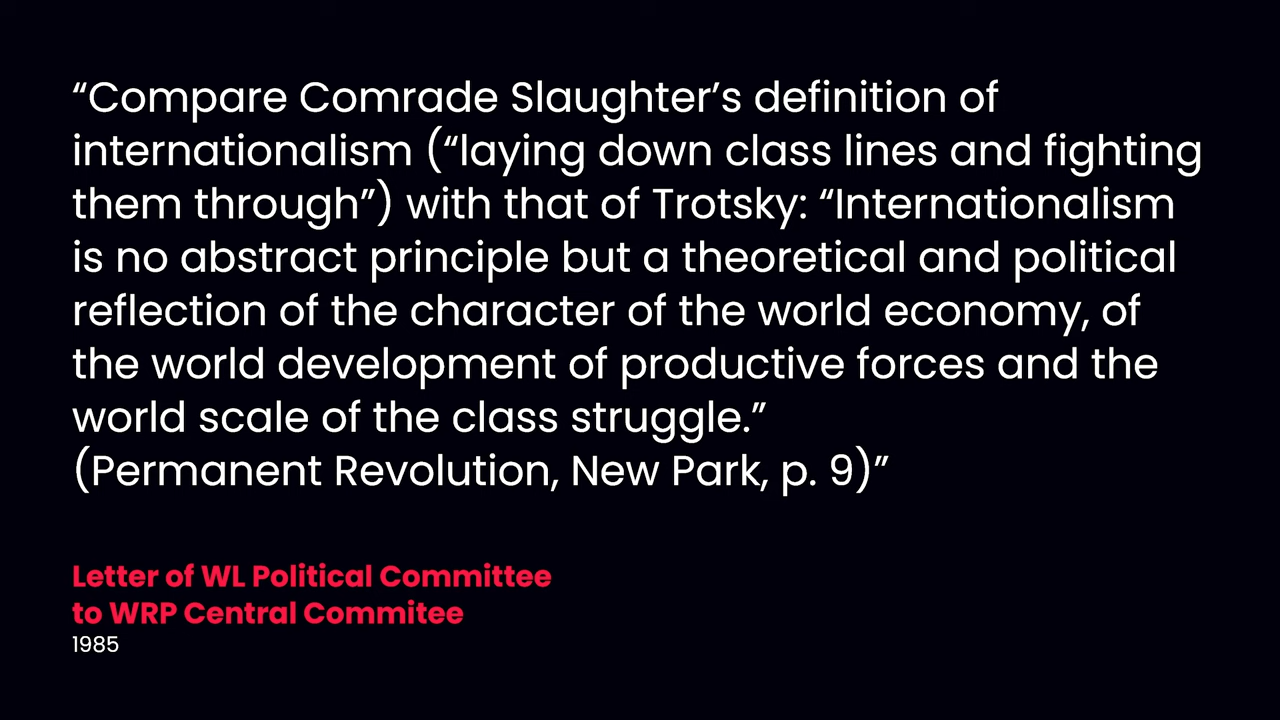 “Compare Comrade Slaughter’s definition of
internationalism (“laying down class lines and fighting
them through”) with that of Trotsky: “Internationalism
is no abstract principle but a theoretical and political
reflection of the character of the world economy, of
the world development of productive forces and the
world scale of the class struggle.”
(Permanent Revolution, New Park, p. 9)”
Letter of WL Political Committee
to WRP Central Commitee
1985